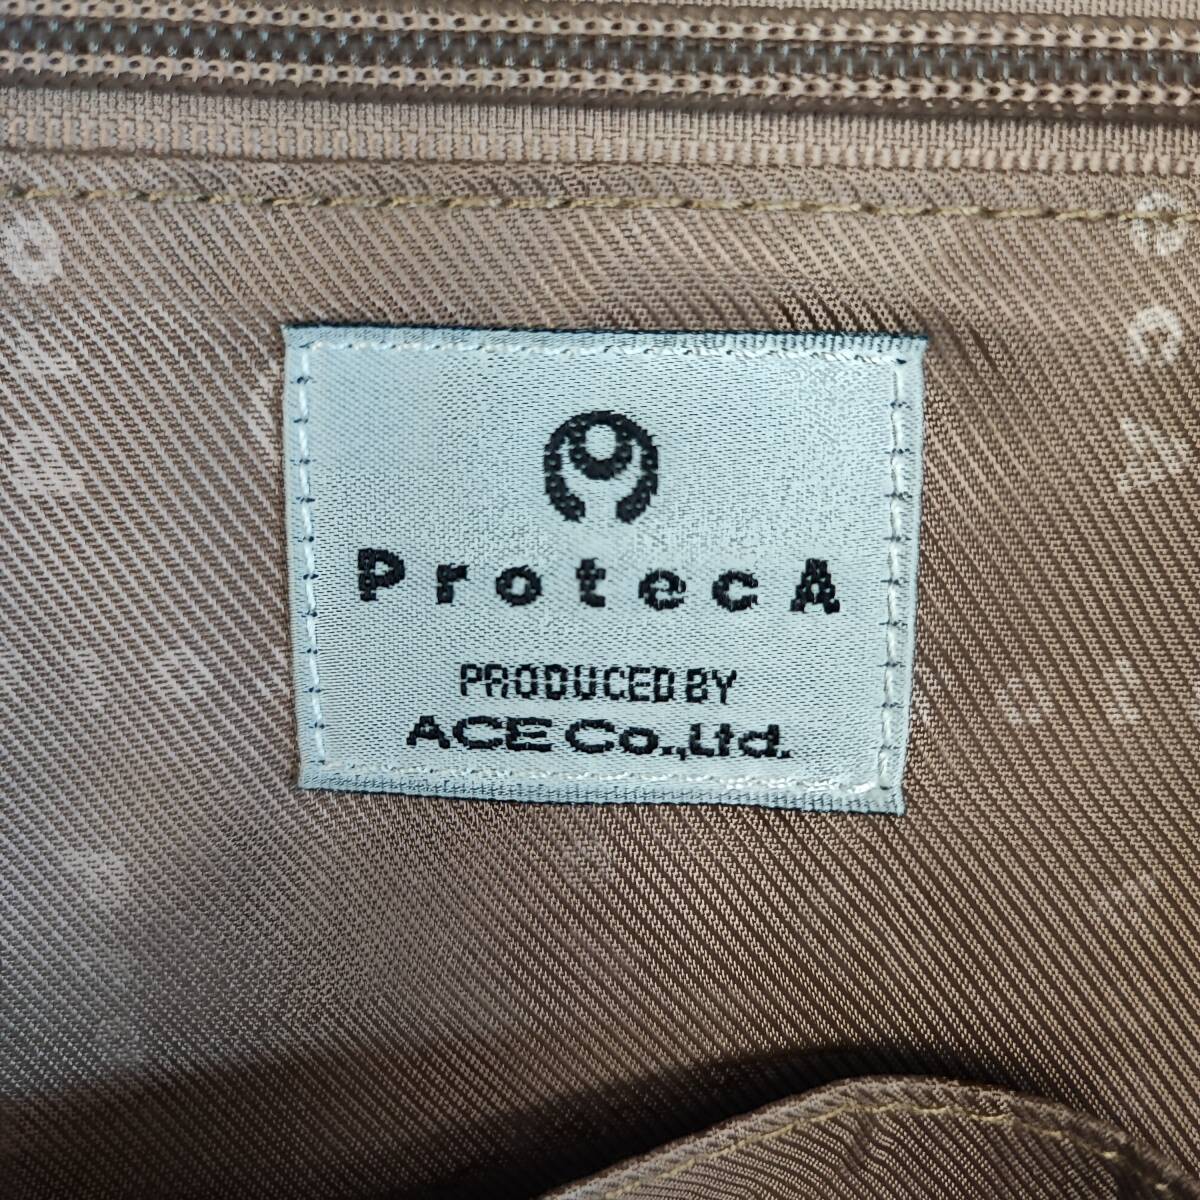 ProtecA
PRODUCED BY
ACE Co.,Ltd.